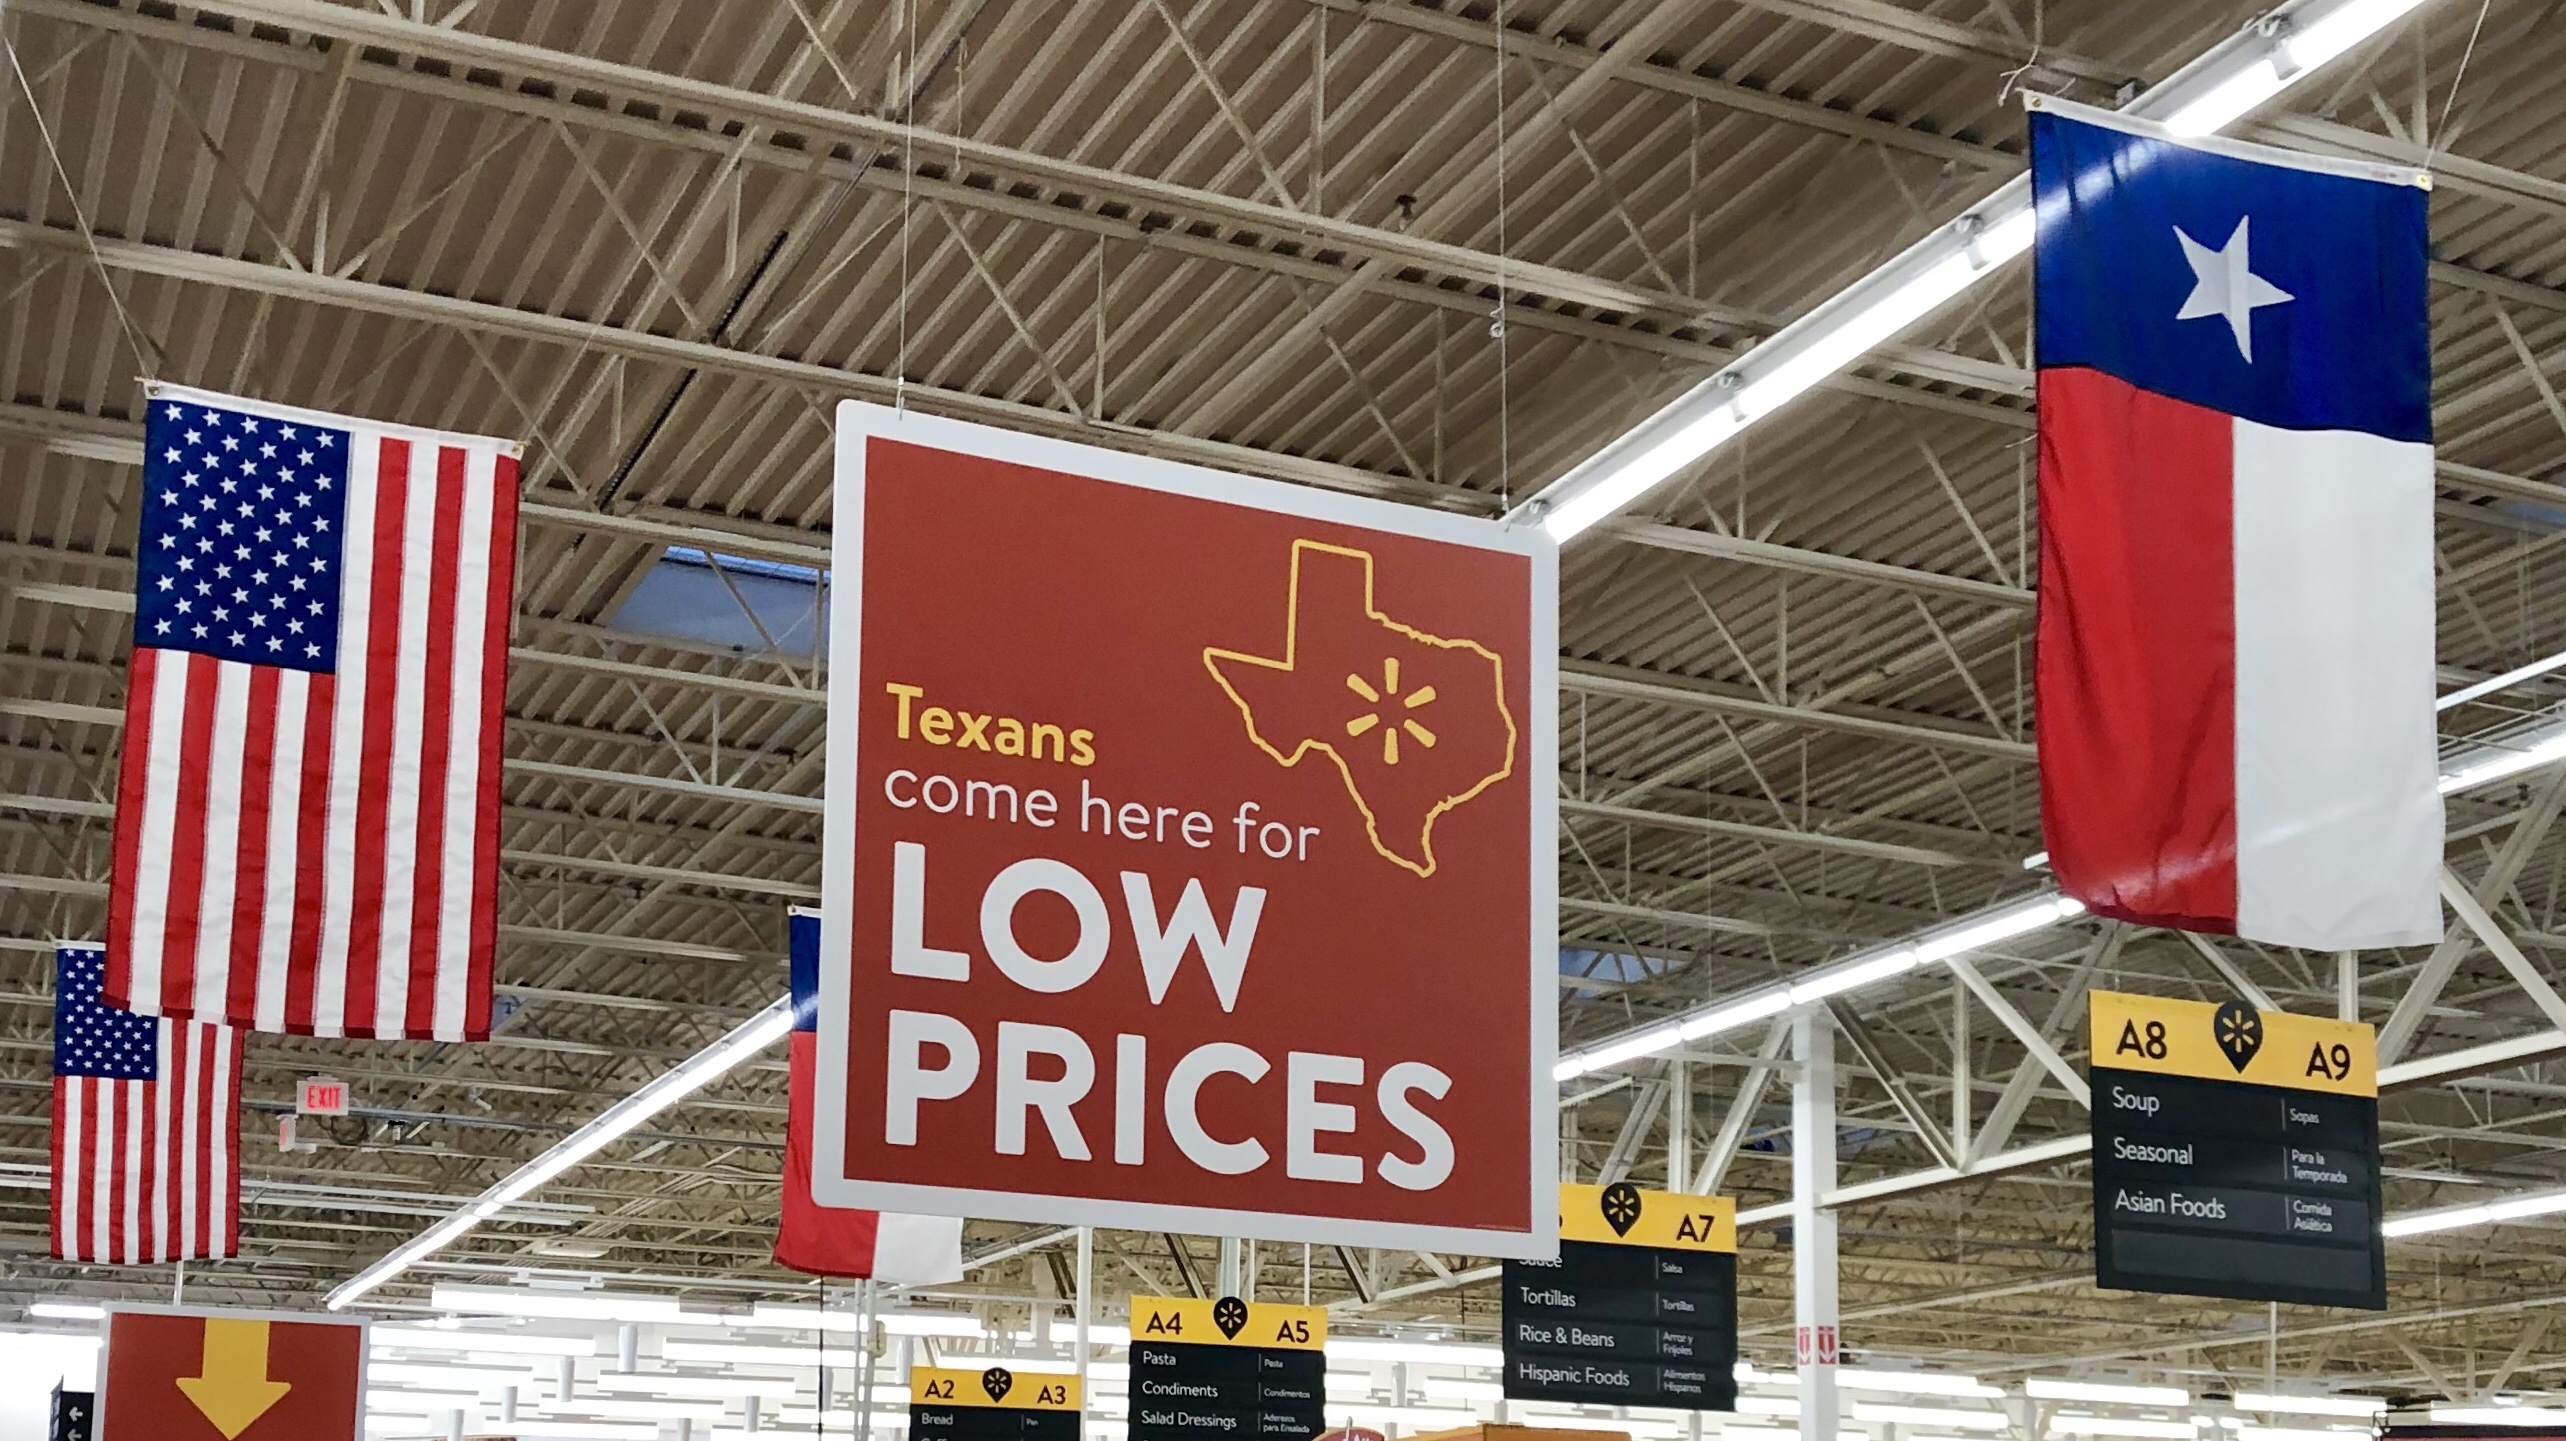 Texans
come here for
LOW
PRICES
EXIT
A8 A9
Soup Sopas
Seasonal Para la
Temporada
Asian Foods Comida
Asiática
A7
Sauce Salsa
Tortillas Tortillas
Rice & Beans Arroz y
Frijoles
Hispanic Foods Alimentos
Hispanos
A4 A5
Pasta Pasta
Condiments Condimentos
Salad Dressings Aderezos
para Ensalada
A2 A3
Bread Pan